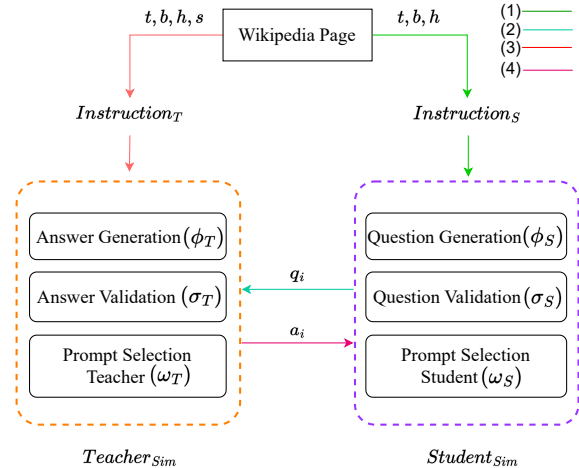 t, b, h, s
Wikipedia Page
t, b, h
(1)
(2)
(3)
(4)
Instruction_T
Instruction_S
Answer Generation(ϕ_T)
Question Generation(ϕ_S)
Answer Validation (σ_T)
q_i
Question Validation(σ_S)
a_i
Prompt Selection
Teacher(ω_T)
Prompt Selection
Student(ω_S)
Teacher_Sim
Student_Sim